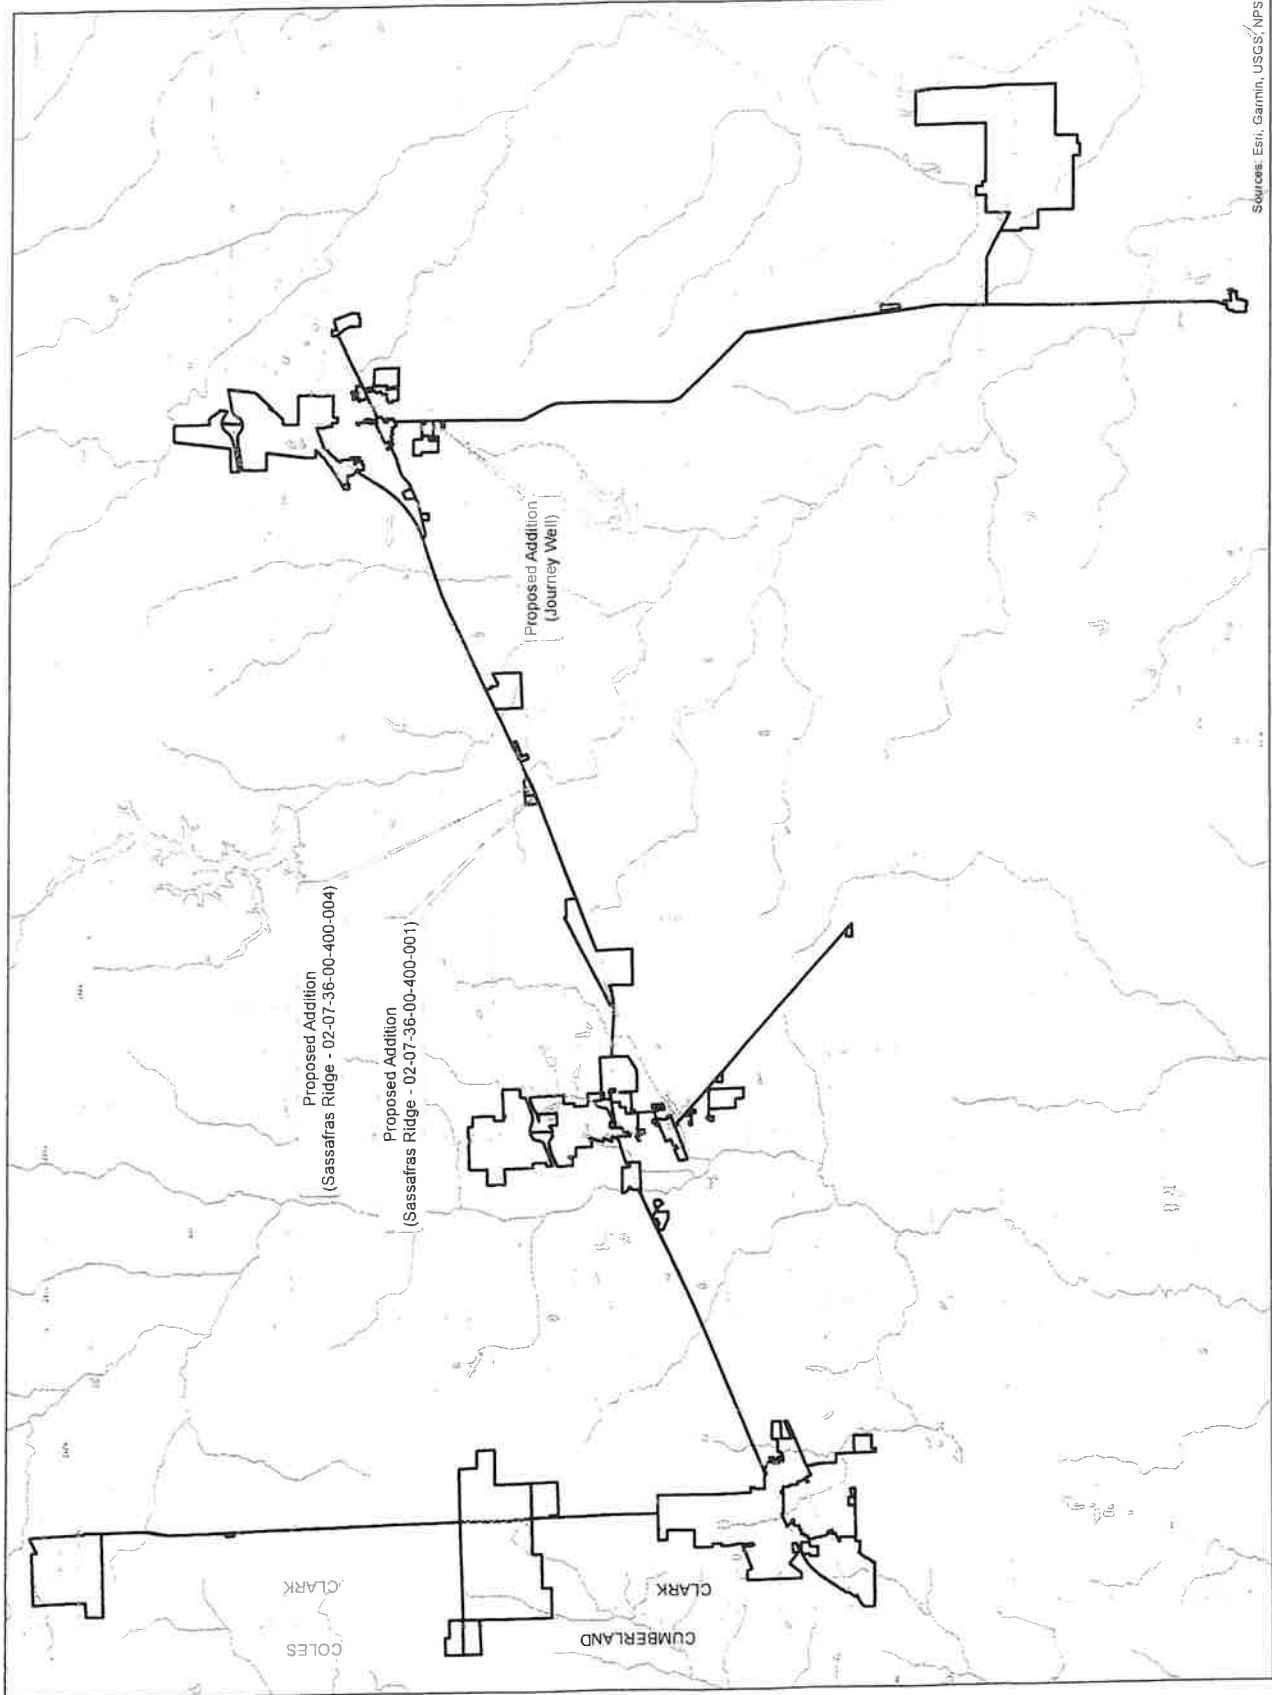 Proposed Addition
(Sassafras Ridge - 02-07-36-00-400-004)
Proposed Addition
(Sassafras Ridge - 02-07-36-00-400-001)
Proposed Addition
(Journey Well)
COLES
CLARK
CUMBERLAND
CLARK
Sources: Esri, Garmin, USGS, NPS